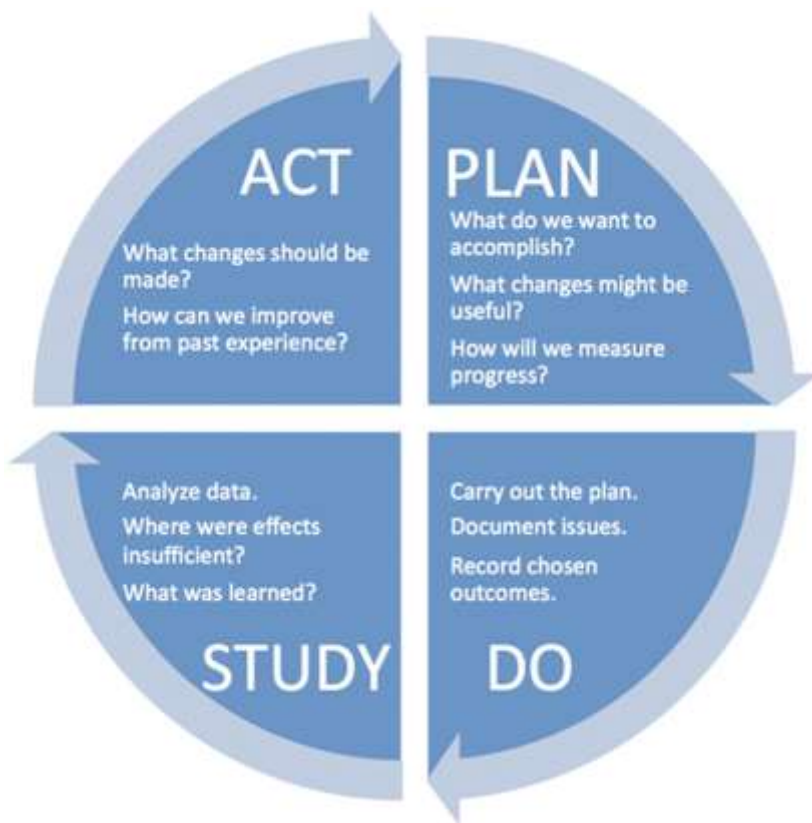 ACT
What changes should be
made?
How can we improve
from past experience?
PLAN
What do we want to
accomplish?
What changes might be
useful?
How will we measure
progress?
Analyze data.
Where were effects
insufficient?
What was learned?
STUDY
Carry out the plan.
Document issues.
Record chosen
outcomes.
DO